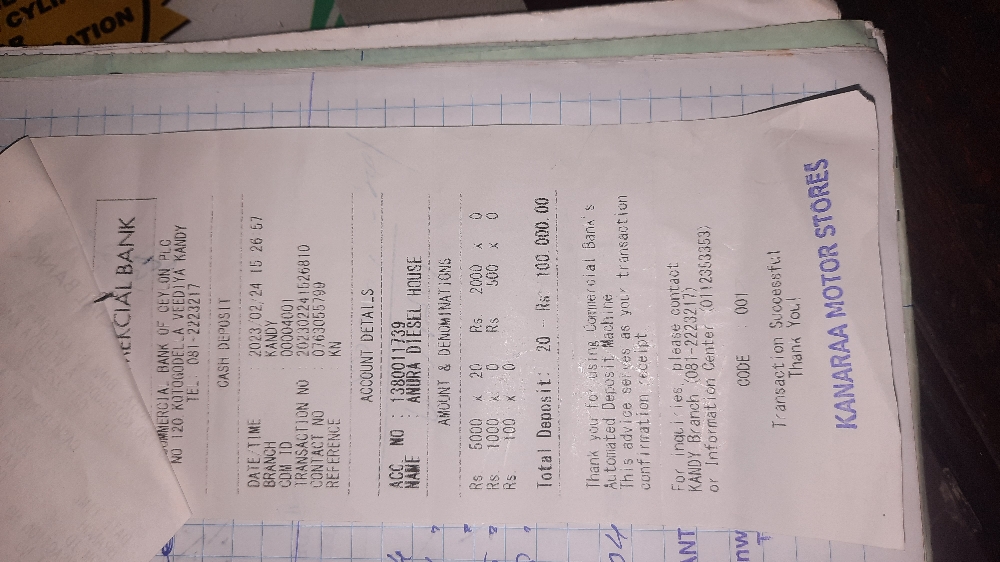 MERCIAL BANK
COMMERCIAL BANK OF CEYLON PLC
NO 120 KOTUGODELLA VEEDIYA KANDY
TEL : 081-2223217
CASH DEPOSIT
DATE/TIME : 2023/02/24 15 26 57
BRANCH : KANDY
CDM ID : 00004001
TRANSACTION NO : 20230224152681O
CONTACT NO : 0763055799
REFERENCE : KN
ACCOUNT DETAILS
ACC. NO : 1380011739
NAME : ANURA DIESEL HOUSE
AMOUNT & DENOMINATIONS
Rs 5000 x 20 Rs 2000 x 0
Rs 1000 x 0 Rs 500 x 0
Rs 100 x 0
Total Deposit: 20 - Rs 100,000.00
Thank you for using Commercial Bank's
Automated Deposit Machine
This advice serves as your transaction
confirmation receipt
For inquiries, please contact
KANDY Branch (081-2223217)
or Information Center (0112353353)
CODE : 001
Transaction Successful
Thank You!
KANARAA MOTOR STORES
CYLI
ATION
ANT
nw
T